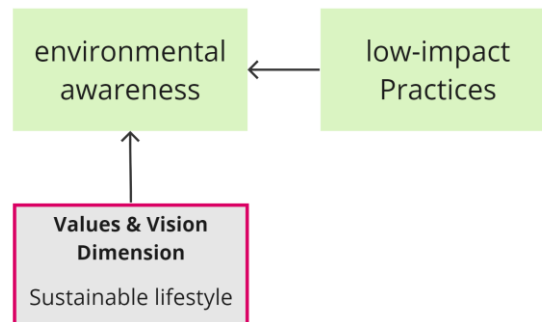 environmental
awareness
low-impact
Practices
Values & Vision
Dimension
Sustainable lifestyle